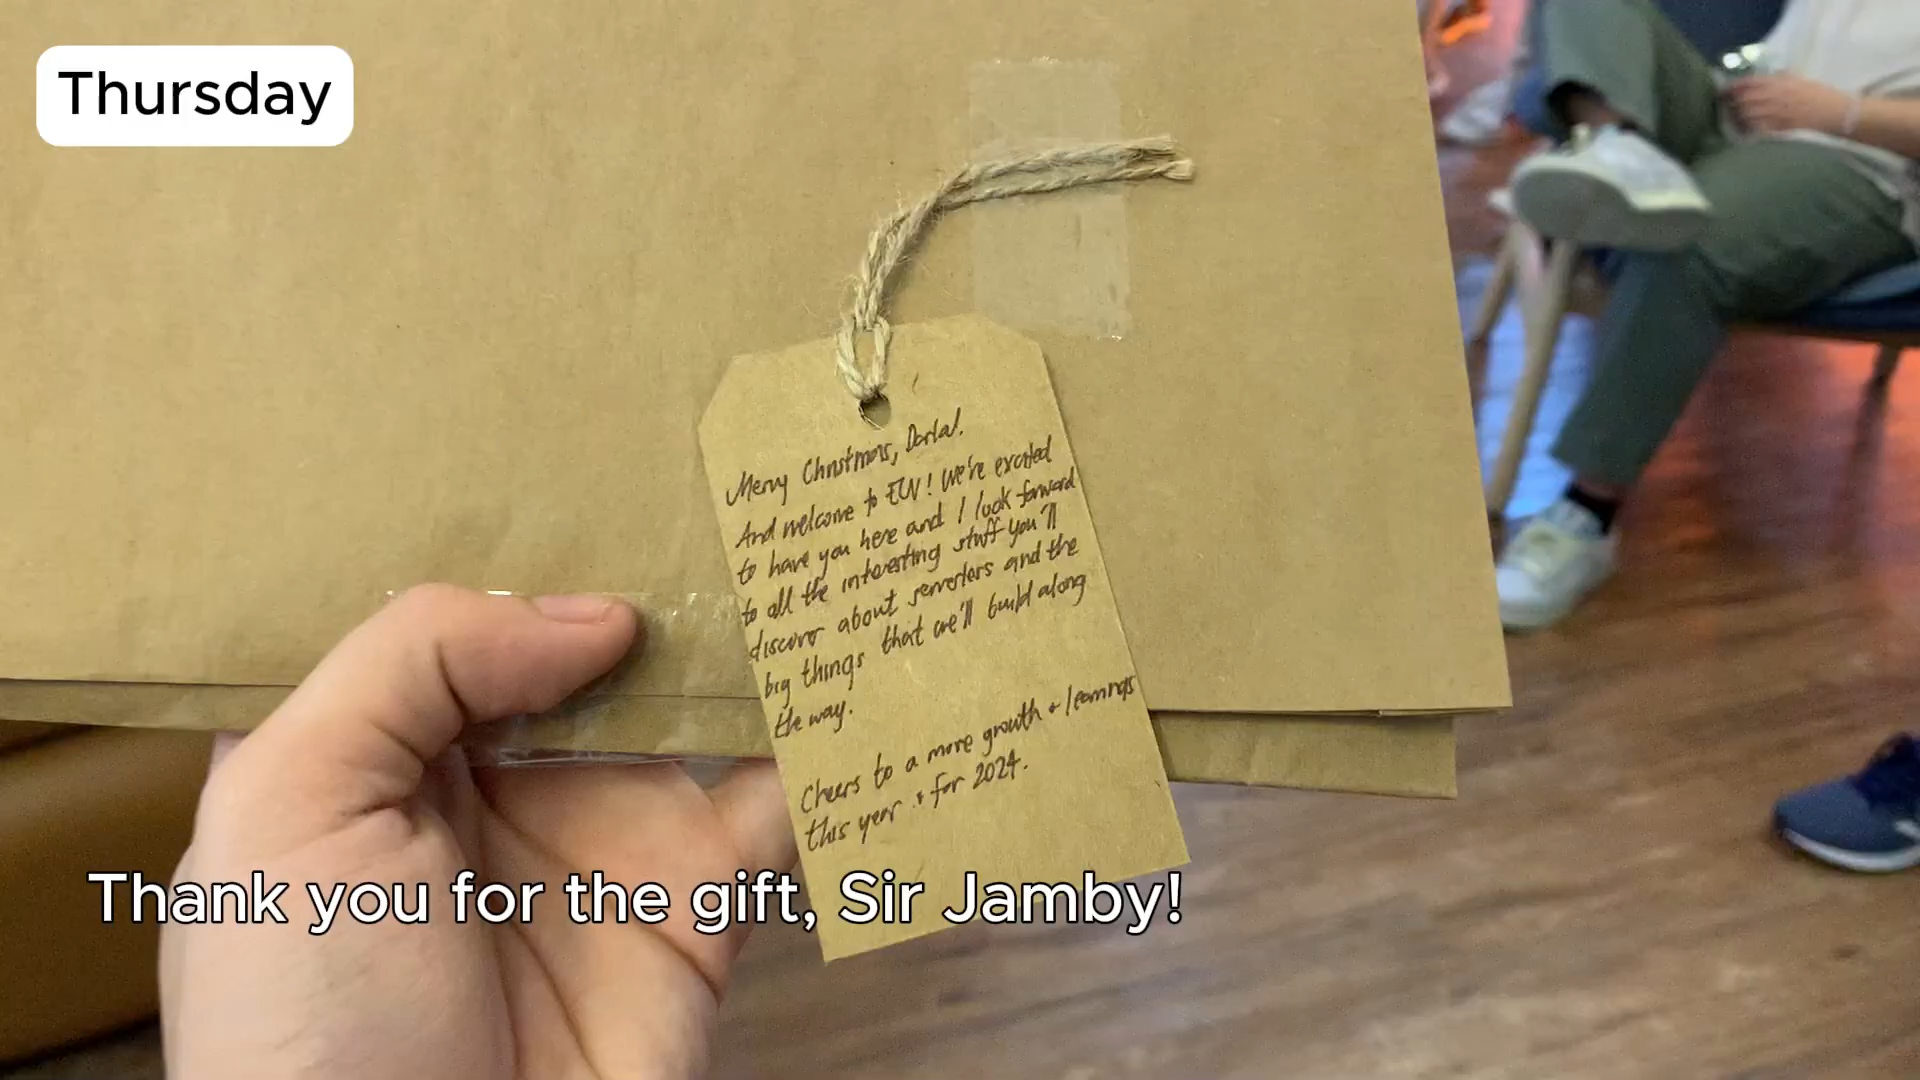 Thursday
Merry Christmas, Darla!
And welcome to EUV! We're excited
to have you here and I look forward
to all the interesting stuff you'll
discover about serverless and the
big things that we'll build along
the way.
Cheers to a more growth & learnings
this year & for 2024.
Thank you for the gift, Sir Jamby!